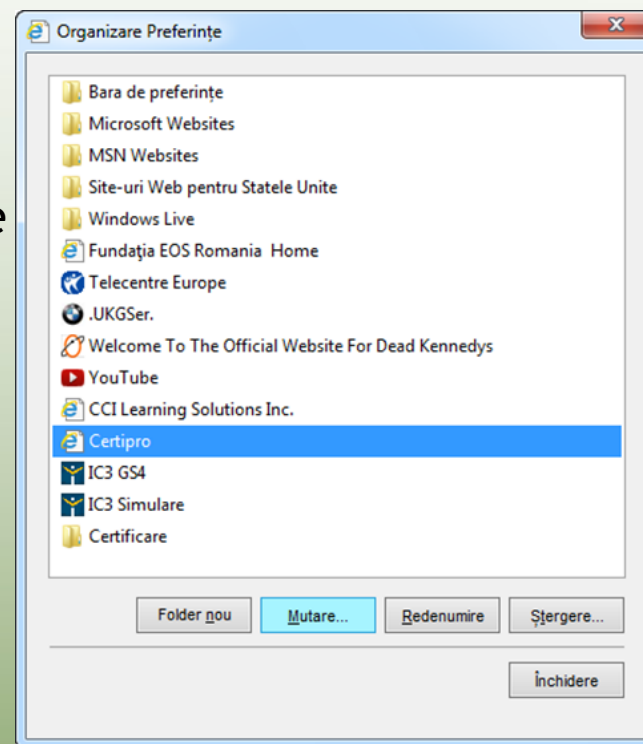 Organizare Preferințe
Bara de preferințe
Microsoft Websites
MSN Websites
Site-uri Web pentru Statele Unite
Windows Live
Fundaţia EOS Romania  Home
Telecentre Europe
.UKGSer.
Welcome To The Official Website For Dead Kennedys
YouTube
CCI Learning Solutions Inc.
Certipro
IC3 GS4
IC3 Simulare
Certificare
Folder nou Mutare... Redenumire Ștergere...
Închidere